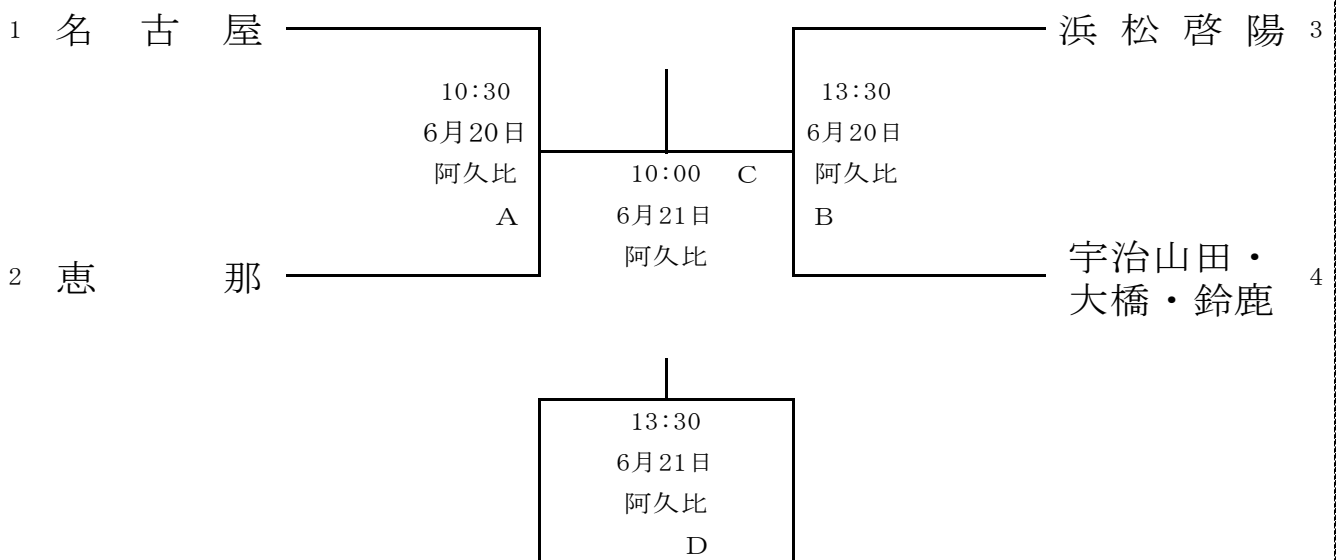 1 名古屋
浜松啓陽 3
10:30
6月20日
阿久比
A
13:30
6月20日
阿久比
B
10:00 C
6月21日
阿久比
2 恵那
宇治山田・
大橋・鈴鹿 4
13:30
6月21日
阿久比
D